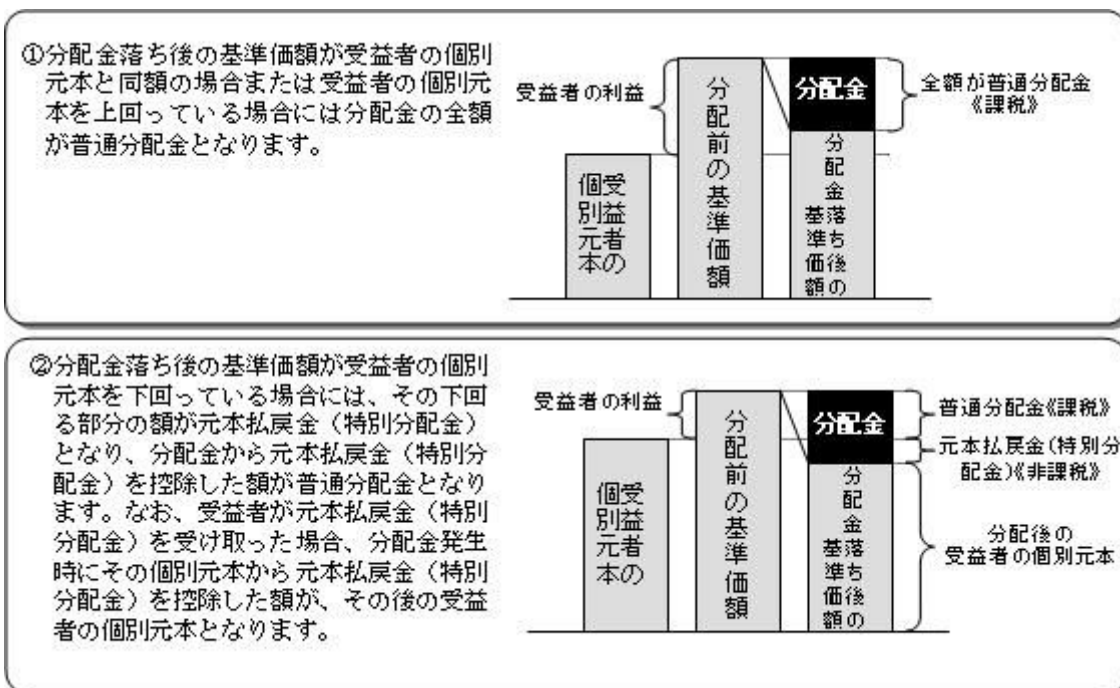 ①分配金落ち後の基準価額が受益者の個別
元本と同額の場合または受益者の個別元
本を上回っている場合には分配金の全額
が普通分配金となります。
受益者の利益
受益者の
個別元本
分配前の基準価額
分配金
分配金落ち後の
基準価額
全額が普通分配金
《課税》
②分配金落ち後の基準価額が受益者の個別
元本を下回っている場合には、その下回
る部分の額が元本払戻金（特別分配金）
となり、分配金から元本払戻金（特別分
配金）を控除した額が普通分配金となり
ます。なお、受益者が元本払戻金（特別
分配金）を受け取った場合、分配金発生
時にその個別元本から元本払戻金（特別
分配金）を控除した額が、その後の受益
者の個別元本となります。
受益者の利益
受益者の
個別元本
分配前の基準価額
分配金
分配金落ち後の
基準価額
普通分配金《課税》
元本払戻金(特別分
配金)《非課税》
分配後の
受益者の個別元本